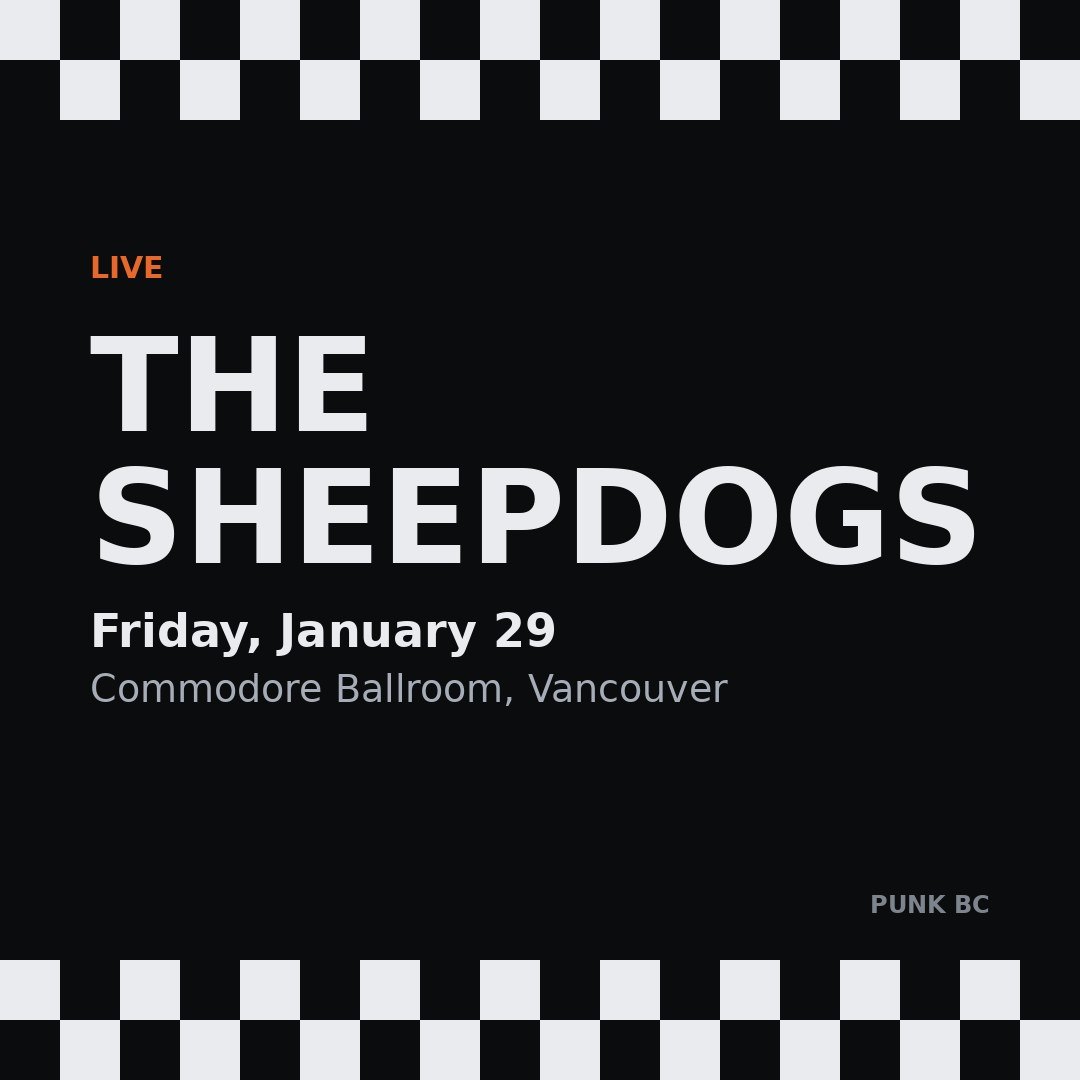 LIVE
THE
SHEEPDOGS
Friday, January 29
Commodore Ballroom, Vancouver
PUNK BC